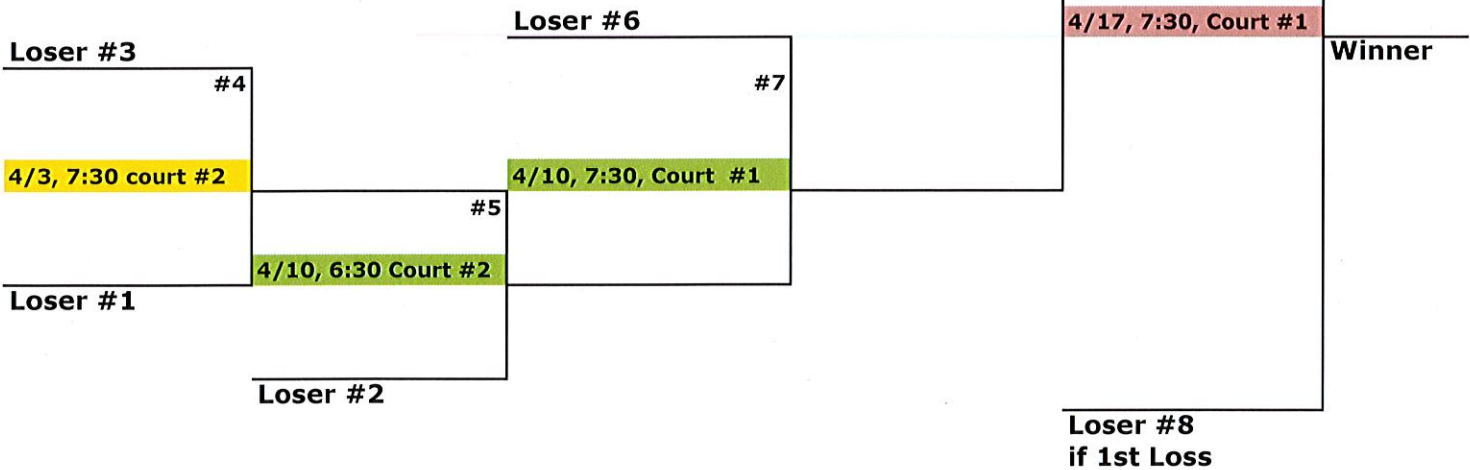 Loser #6
4/17, 7:30, Court #1
Loser #3
Winner
#4
#7
4/3, 7:30 court #2
4/10, 7:30, Court #1
#5
4/10, 6:30 Court #2
Loser #1
Loser #2
Loser #8
if 1st Loss